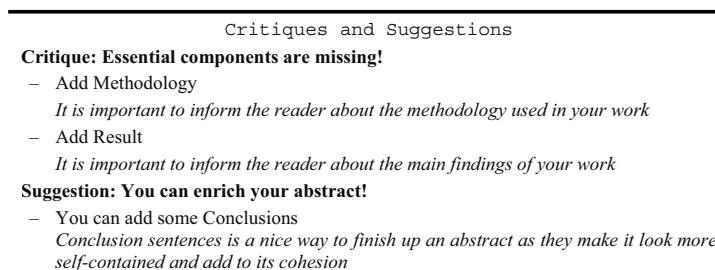 Critiques and Suggestions
Critique: Essential components are missing!
– Add Methodology
It is important to inform the reader about the methodology used in your work
– Add Result
It is important to inform the reader about the main findings of your work
Suggestion: You can enrich your abstract!
– You can add some Conclusions
Conclusion sentences is a nice way to finish up an abstract as they make it look more
self-contained and add to its cohesion